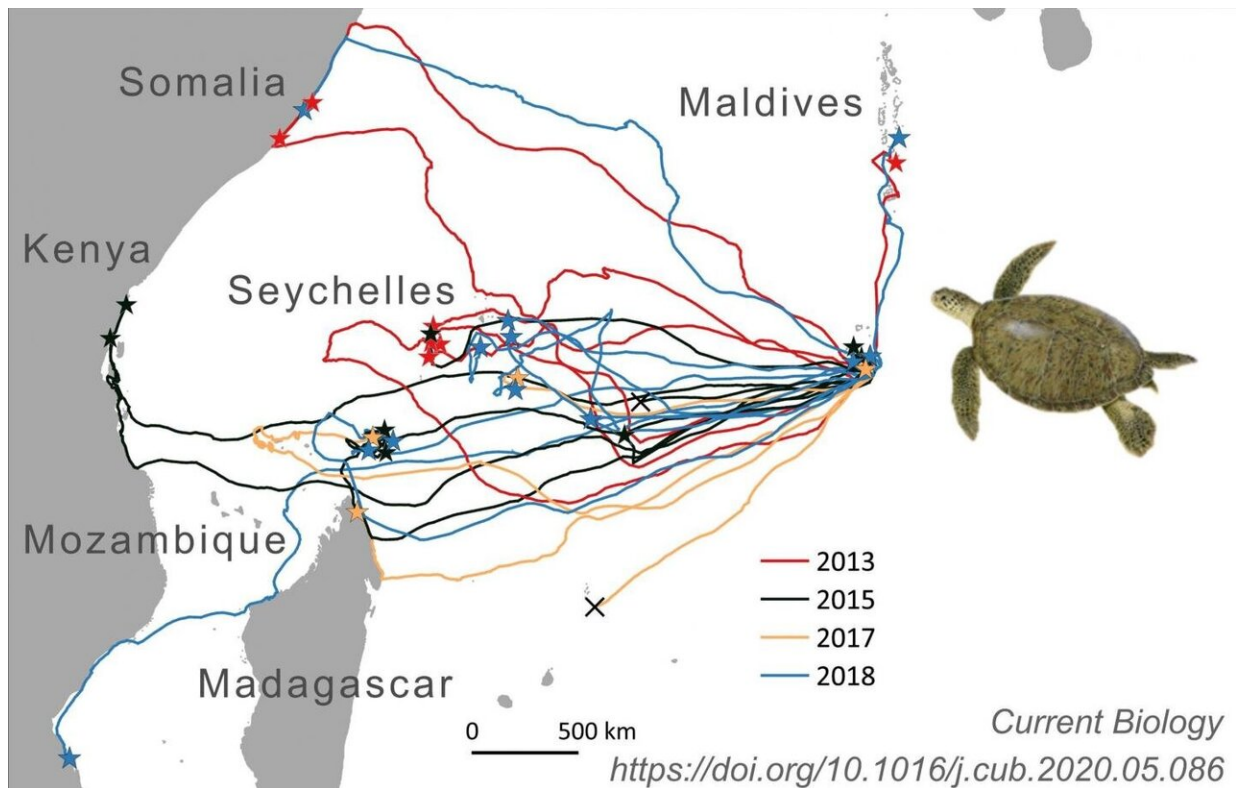 Somalia
Maldives
Kenya
Seychelles
Mozambique
Madagascar
2013
2015
2017
2018
0 500 km
Current Biology
https://doi.org/10.1016/j.cub.2020.05.086